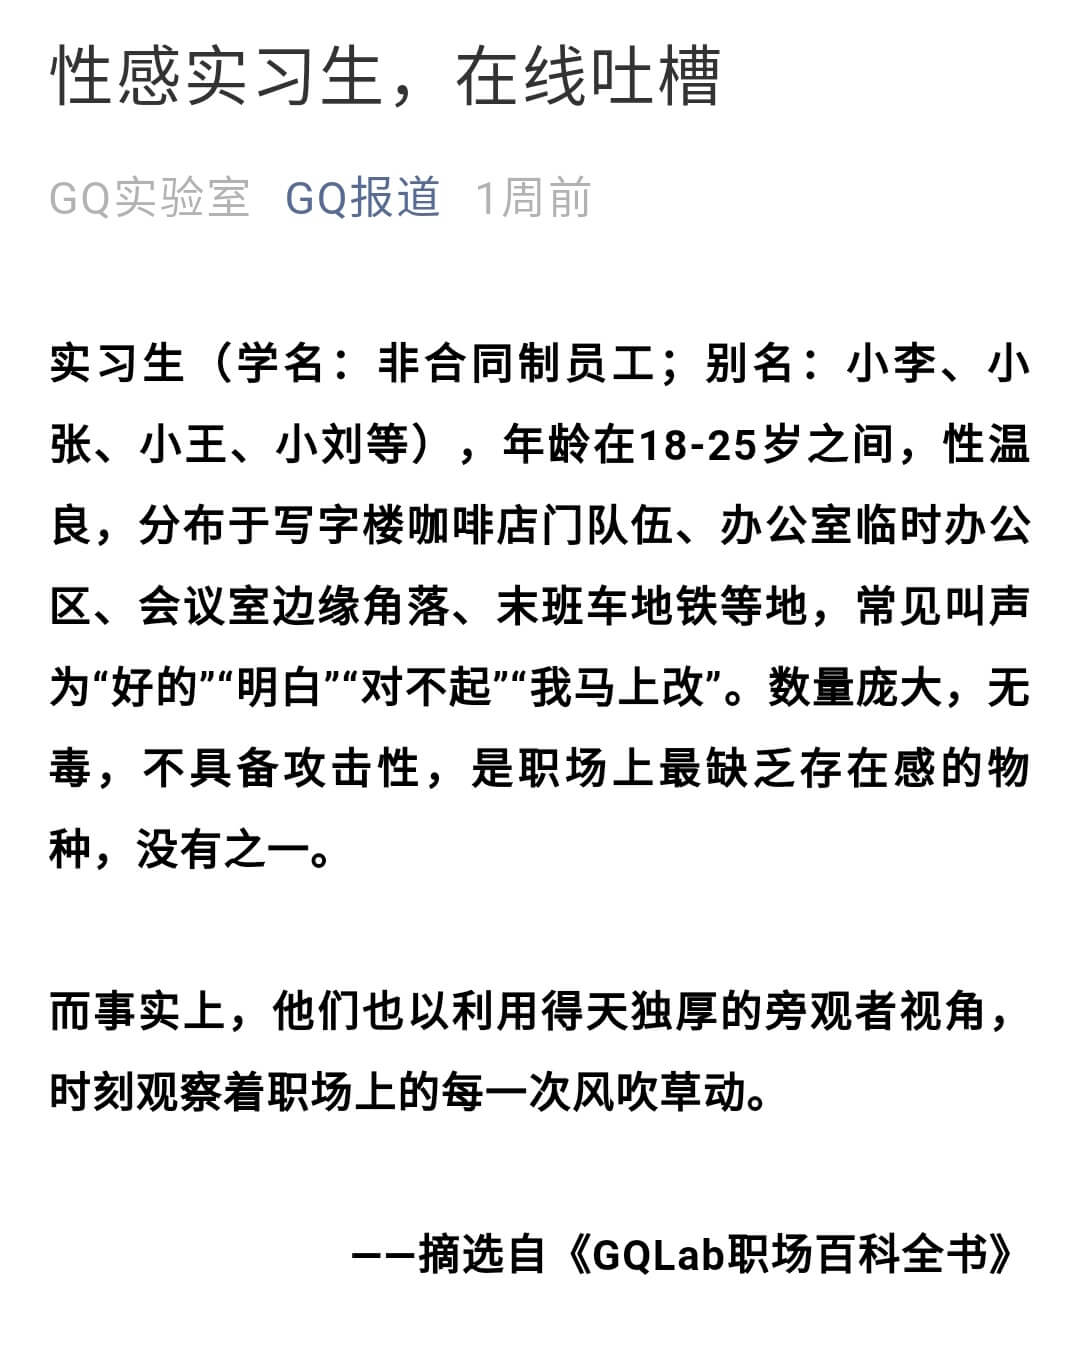 性感实习生，在线吐槽
GQ实验室 GQ报道 1周前
实习生（学名：非合同制员工；别名：小李、小
张、小王、小刘等），年龄在18-25岁之间，性温
良，分布于写字楼咖啡店门队伍、办公室临时办公
区、会议室边缘角落、末班车地铁等地，常见叫声
为“好的”“明白”“对不起”“我马上改”。数量庞大，无
毒，不具备攻击性，是职场上最缺乏存在感的物
种，没有之一。
而事实上，他们也以利用得天独厚的旁观者视角，
时刻观察着职场上的每一次风吹草动。
——摘选自《GQLab职场百科全书》